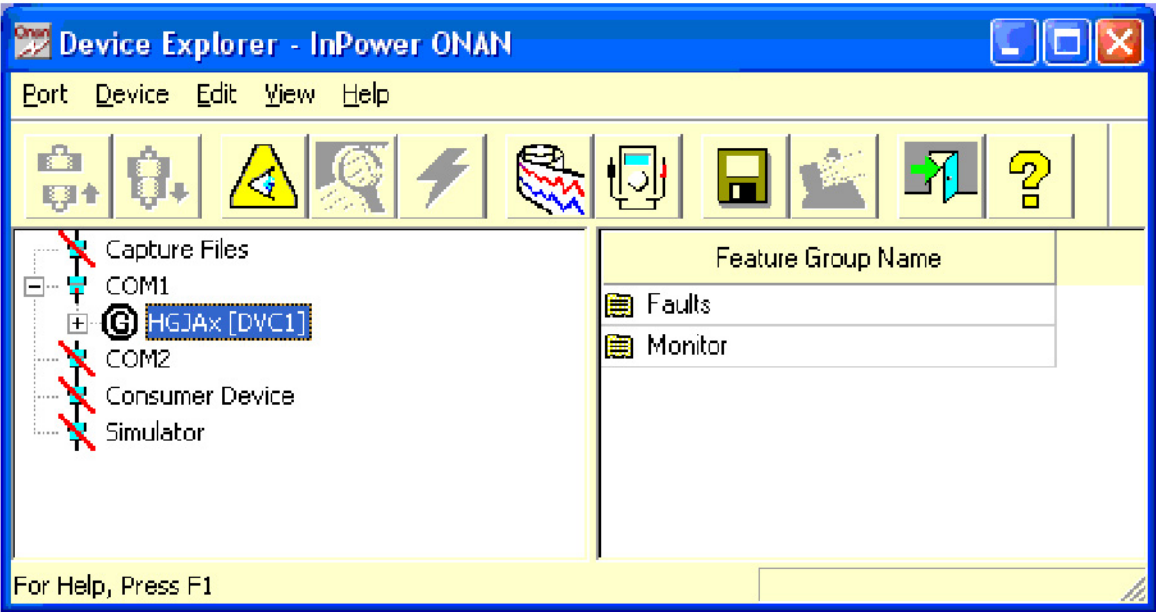 Onan Device Explorer - InPower ONAN
Port Device Edit View Help
Capture Files
COM1
G HGJAx [DVC1]
COM2
Consumer Device
Simulator
Feature Group Name
Faults
Monitor
For Help, Press F1